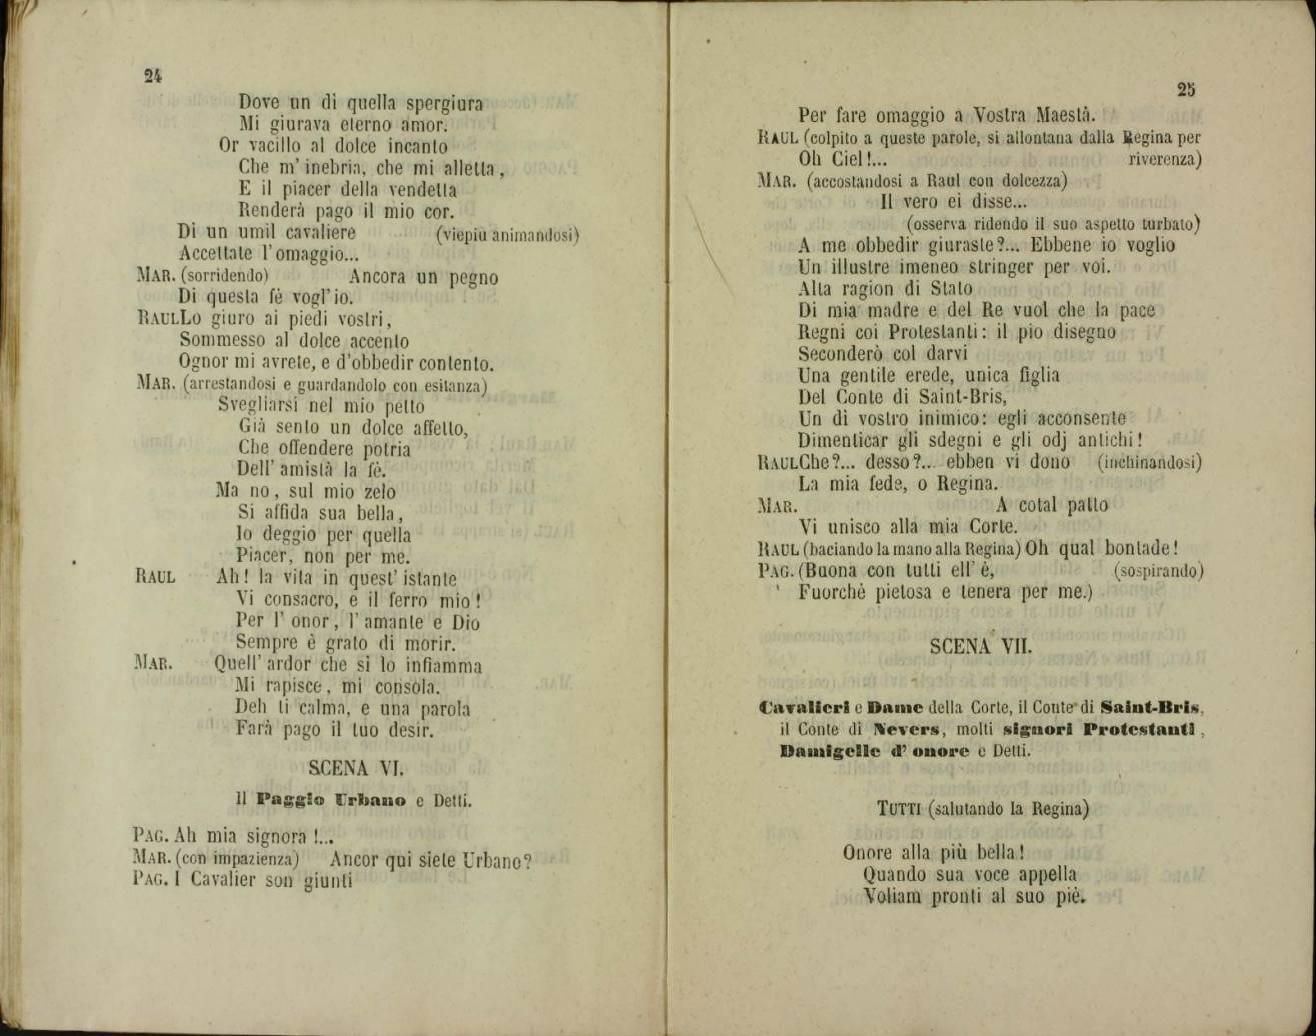 24
Dove un dì quella spergiura
Mi giurava eterno amor.
Or vacillo al dolce incanto
Che m' inebria, che mi alletta,
E il piacer della vendetta
Renderà pago il mio cor.
Di un umil cavaliere (viepiù animandosi)
Accettate l'omaggio...
MAR. (sorridendo) Ancora un pegno
Di questa fè vogl'io.
RAUL Lo giuro ai piedi vostri,
Sommesso al dolce accento
Ognor mi avrete, e d'obbedir contento.
MAR. (arrestandosi e guardandolo con esitanza)
Svegliarsi nel mio petto
Già sento un dolce affetto,
Che offendere potria
Dell' amistà la fè.
Ma no, sul mio zelo
Si affida sua bella,
Io deggio per quella
Piacer, non per me.
RAUL Ah! la vita in quest' istante
Vi consacro, e il ferro mio!
Per l' onor, l' amante e Dio
Sempre è grato di morir.
MAR. Quell' ardor che sì lo infiamma
Mi rapisce, mi consola.
Deh ti calma, e una parola
Farà pago il tuo desir.
SCENA VI.
Il Paggio Urbano e Detti.
PAG. Ah mia signora!...
MAR. (con impazienza) Ancor qui siete Urbano?
PAG. I Cavalier son giunti
25
Per fare omaggio a Vostra Maestà.
RAUL (colpito a queste parole, si allontana dalla Regina per
Oh Ciel!... riverenza)
MAR. (accostandosi a Raul con dolcezza)
Il vero ei disse...
(osserva ridendo il suo aspetto turbato)
A me obbedir giuraste?... Ebbene io voglio
Un illustre imeneo stringer per voi.
Alta ragion di Stato
Di mia madre e del Re vuol che la pace
Regni coi Protestanti: il pio disegno
Seconderò col darvi
Una gentile erede, unica figlia
Del Conte di Saint-Bris,
Un dì vostro inimico: egli acconsente
Dimenticar gli sdegni e gli odj antichi!
RAUL Che?... desso?... ebben vi dono (inchinandosi)
La mia fede, o Regina.
MAR. A cotal patto
Vi unisco alla mia Corte.
RAUL (baciando la mano alla Regina) Oh qual bontade!
PAG. (Buona con tutti ell' è, (sospirando)
Fuorchè pietosa e tenera per me.)
SCENA VII.
Cavalieri e Dame della Corte, il Conte di Saint-Bris,
il Conte di Nevers, molti signori Protestanti,
Damigelle d' onore e Detti.
TUTTI (salutando la Regina)
Onore alla più bella!
Quando sua voce appella
Voliam pronti al suo piè.